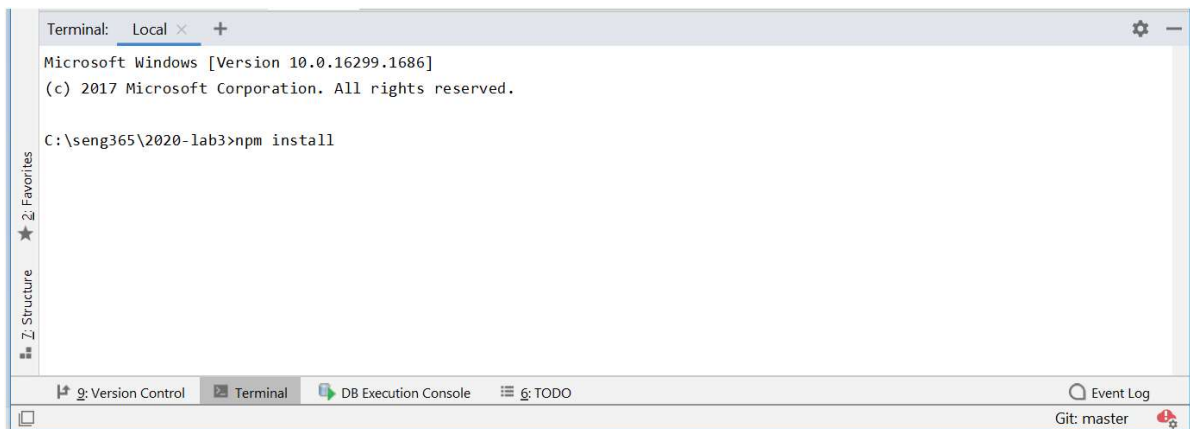 Terminal: Local × +
Microsoft Windows [Version 10.0.16299.1686]
(c) 2017 Microsoft Corporation. All rights reserved.
C:\seng365\2020-lab3>npm install
2: Favorites
7: Structure
9: Version Control Terminal DB Execution Console 6: TODO Event Log
Git: master